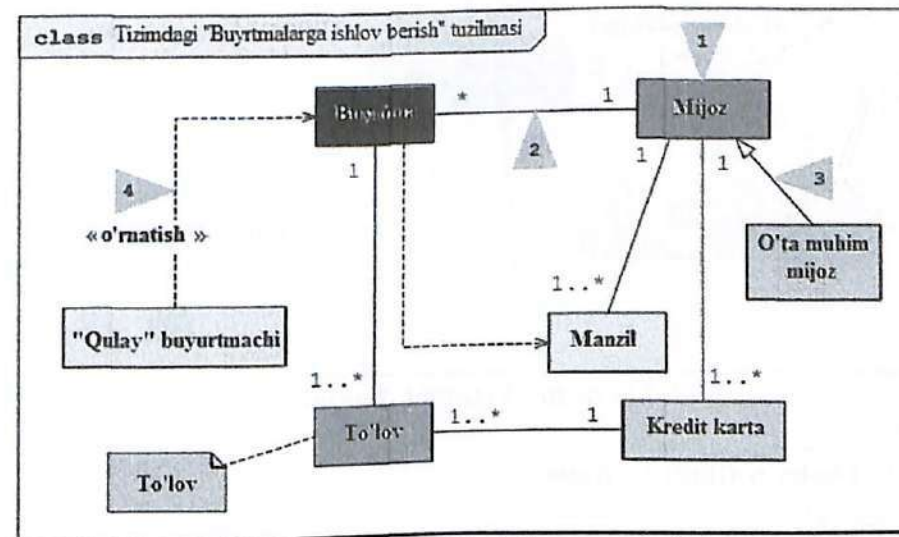 class Tizimdagi "Buyrtmalarga ishlov berish" tuzilmasi
1
* 1
Mijoz
2
1
1 1
4
3
«o'rnatish »
O'ta muhim
mijoz
1..*
"Qulay" buyurtmachi
Manzil
1..* 1..*
To'lov
1..* 1
Kredit karta
To'lov